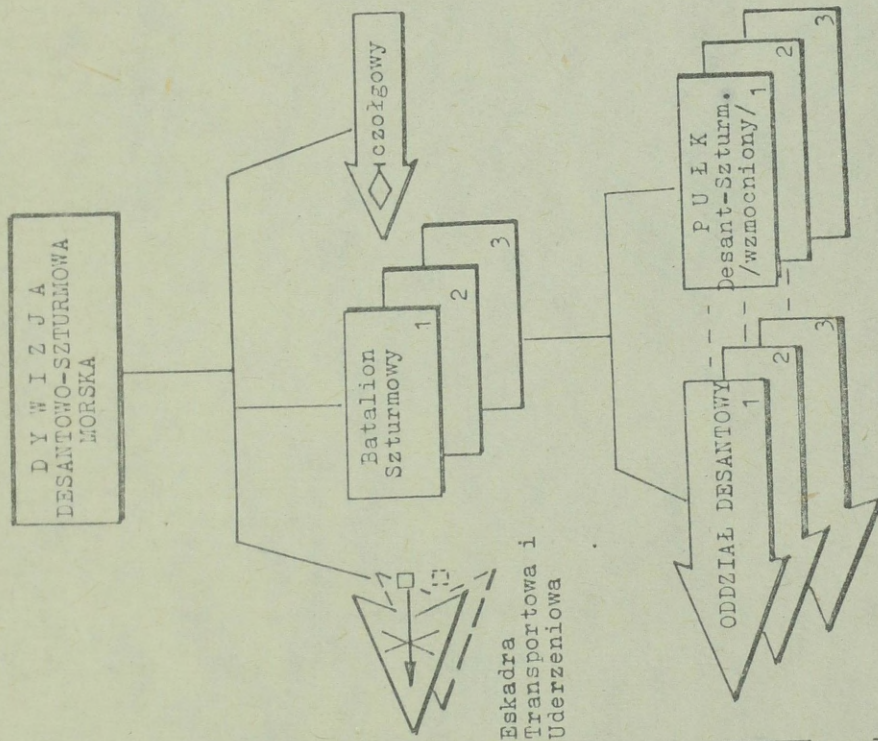 D Y W I Z J A
DESANTOWO-SZTURMOWA
MORSKA
Eskadra
Transportowa i
Uderzeniowa
Batalion
Szturmowy
1
2
3
czołgowy
ODDZIAŁ DESANTOWY
1
2
3
P U Ł K
Desant-Szturm.
/wzmocniony/
1
2
3